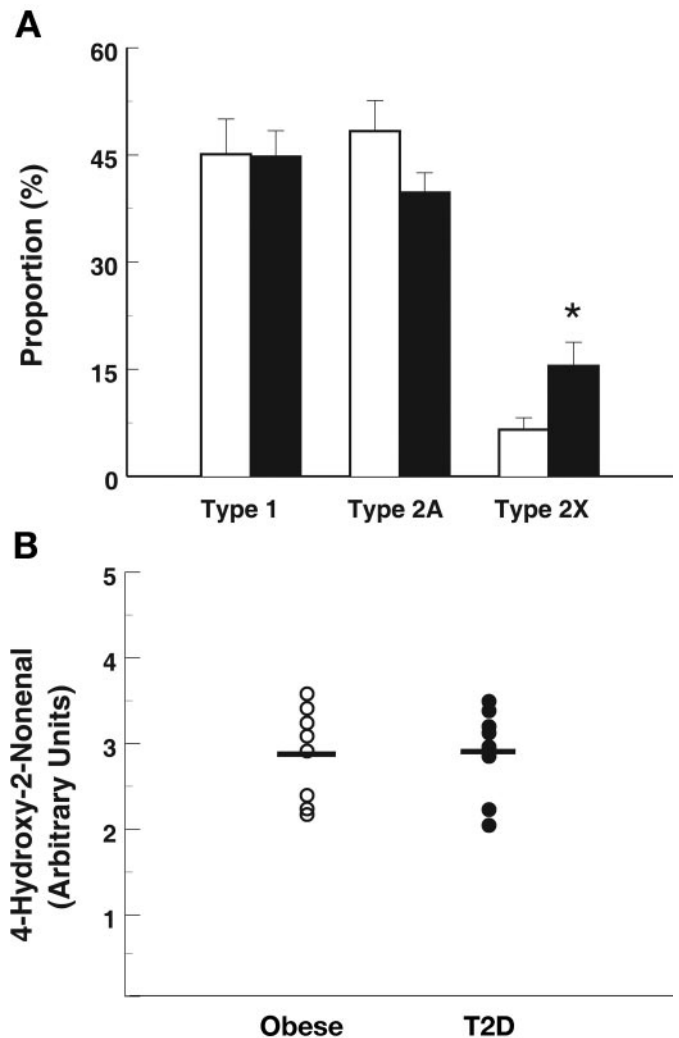 A
60
45
30
15
0
Proportion (%)
*
Type 1 Type 2A Type 2X
B
5
4
3
2
1
4-Hydroxy-2-Nonenal
(Arbitrary Units)
Obese T2D